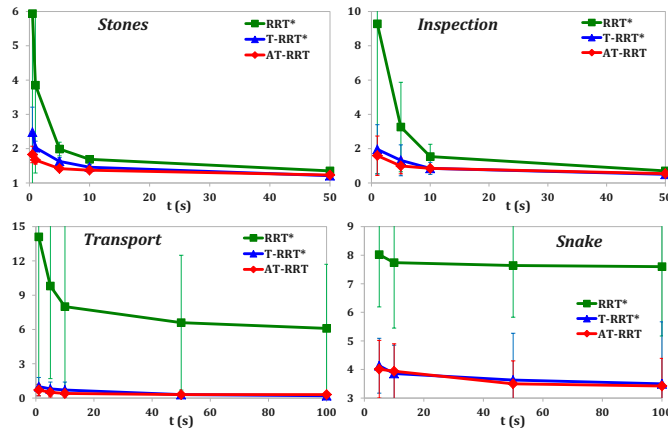 Stones
RRT*
T-RRT*
AT-RRT
6
5
4
3
2
1
0 10 20 30 40 50
t (s)
Inspection
RRT*
T-RRT*
AT-RRT
10
8
6
4
2
0
0 10 20 30 40 50
t (s)
Transport
RRT*
T-RRT*
AT-RRT
15
12
9
6
3
0
0 20 40 60 80 100
t (s)
Snake
RRT*
T-RRT*
AT-RRT
9
8
7
6
5
4
3
0 20 40 60 80 100
t (s)